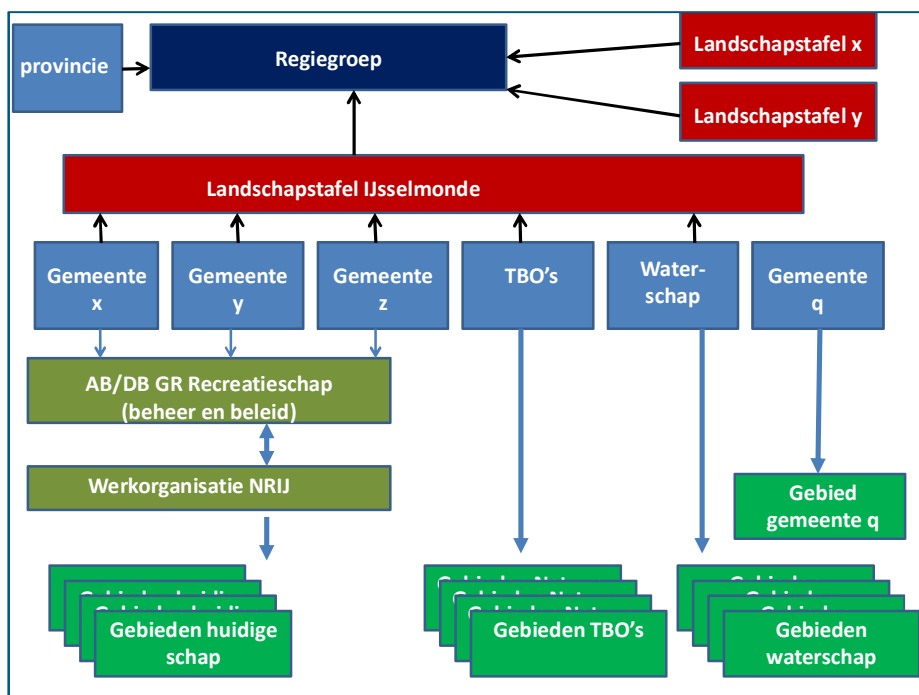 provincie
Regiegroep
Landschapstafel x
Landschapstafel y
Landschapstafel IJsselmonde
Gemeente
x
Gemeente
y
Gemeente
z
TBO's
Water-
schap
Gemeente
q
AB/DB GR Recreatieschap
(beheer en beleid)
Werkorganisatie NRIJ
Gebied
gemeente q
Gebieden huidige
schap
Gebieden TBO's
Gebieden
waterschap